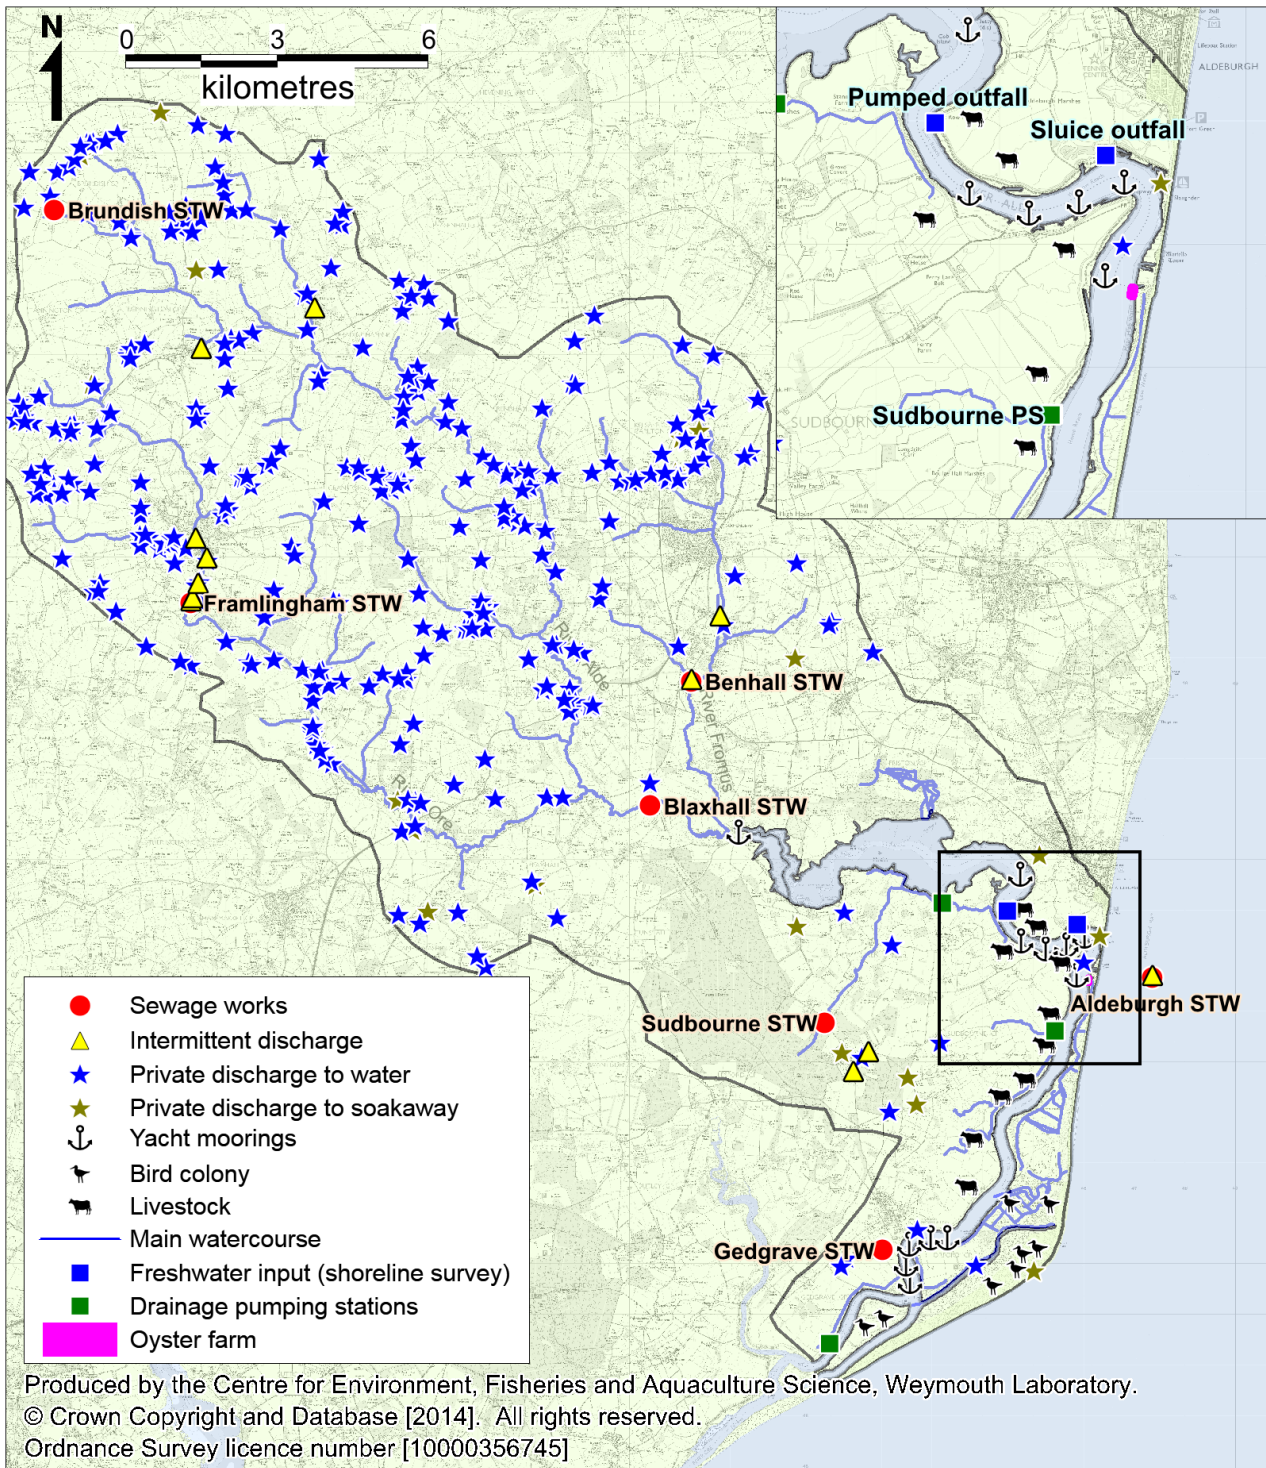 N
0 3 6
kilometres
ALDEBURGH
Pumped outfall
Sluice outfall
Sudbourne PS
SUDBOURNE
Brundish STW
Framlingham STW
River Alde
Benhall STW
River Fromus
Blaxhall STW
River Ore
Aldeburgh STW
Sudbourne STW
Gedgrave STW
Sewage works
Intermittent discharge
Private discharge to water
Private discharge to soakaway
Yacht moorings
Bird colony
Livestock
Main watercourse
Freshwater input (shoreline survey)
Drainage pumping stations
Oyster farm
Produced by the Centre for Environment, Fisheries and Aquaculture Science, Weymouth Laboratory.
© Crown Copyright and Database [2014]. All rights reserved.
Ordnance Survey licence number [10000356745]